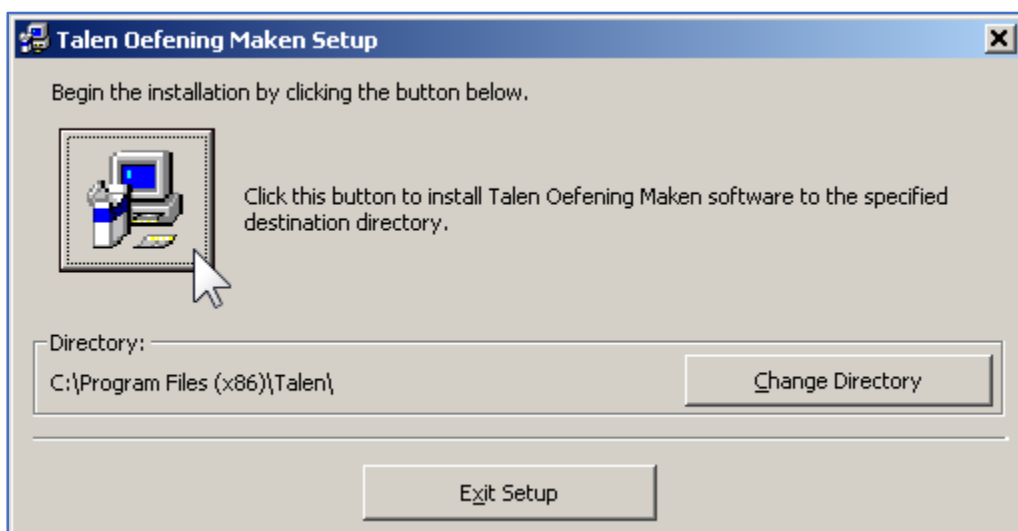 Talen Oefening Maken Setup
Begin the installation by clicking the button below.
Click this button to install Talen Oefening Maken software to the specified
destination directory.
Directory:
C:\Program Files (x86)\Talen\
Change Directory
Exit Setup